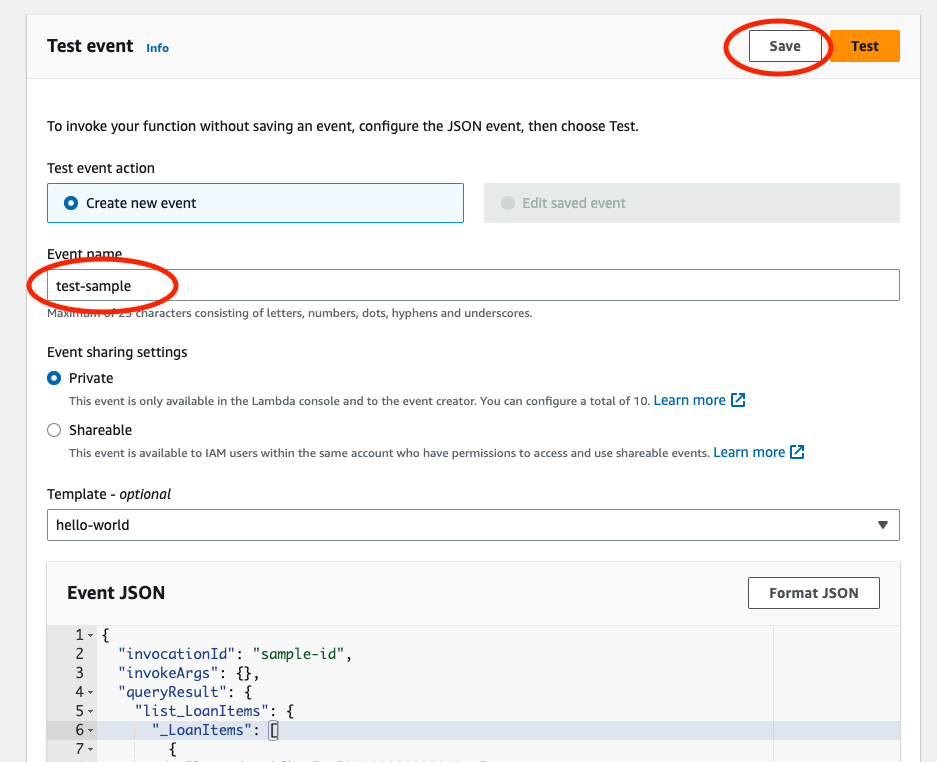 Test event Info Save Test
To invoke your function without saving an event, configure the JSON event, then choose Test.
Test event action
Create new event Edit saved event
Event name
test-sample
Maximum of 25 characters consisting of letters, numbers, dots, hyphens and underscores.
Event sharing settings
Private
This event is only available in the Lambda console and to the event creator. You can configure a total of 10. Learn more
Shareable
This event is available to IAM users within the same account who have permissions to access and use shareable events. Learn more
Template - optional
hello-world
Event JSON Format JSON
1 {
2 "invocationId": "sample-id",
3 "invokeArgs": {},
4 "queryResult": {
5 "list_LoanItems": {
6 "_LoanItems": [
7 {